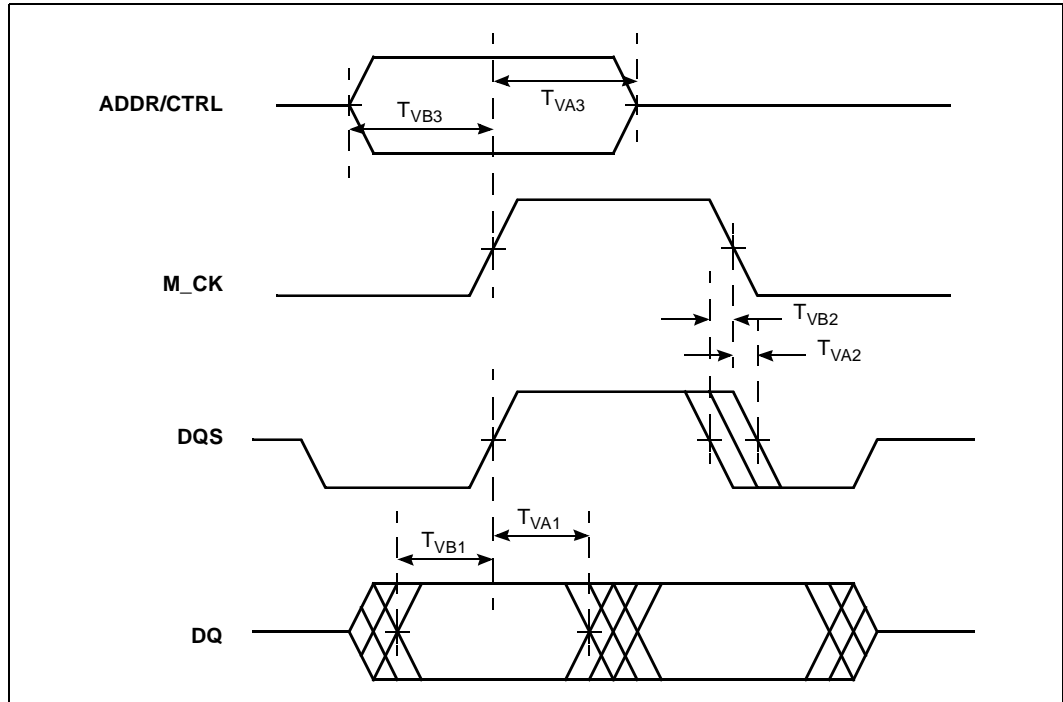 ADDR/CTRL
TVB3
TVA3
M_CK
TVB2
TVA2
DQS
TVB1
TVA1
DQ